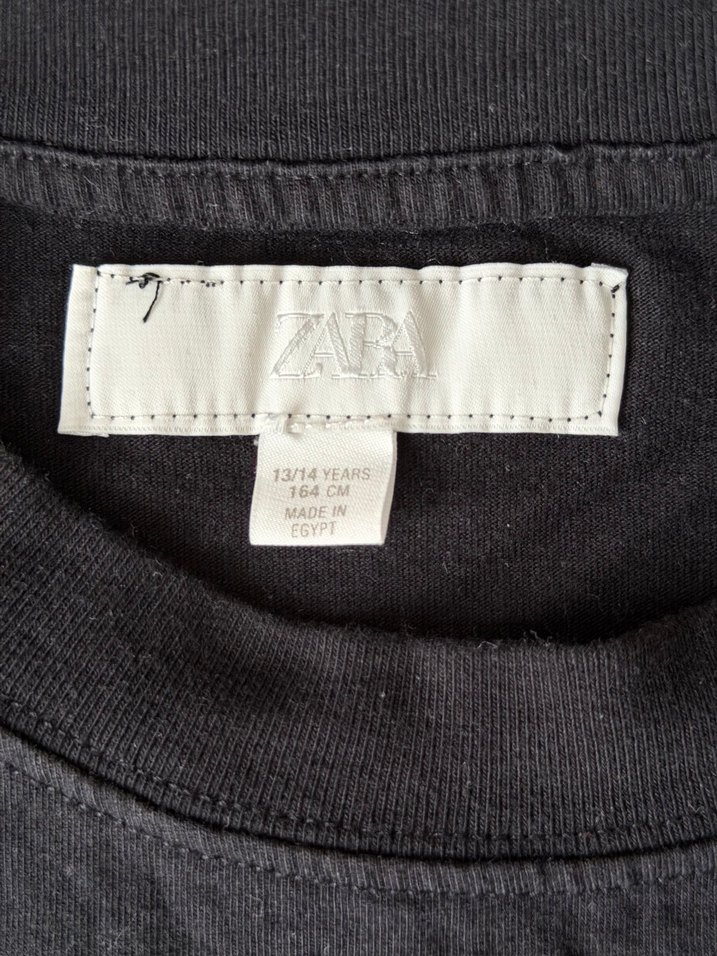 ZARA
13/14 YEARS
164 CM
MADE IN
EGYPT